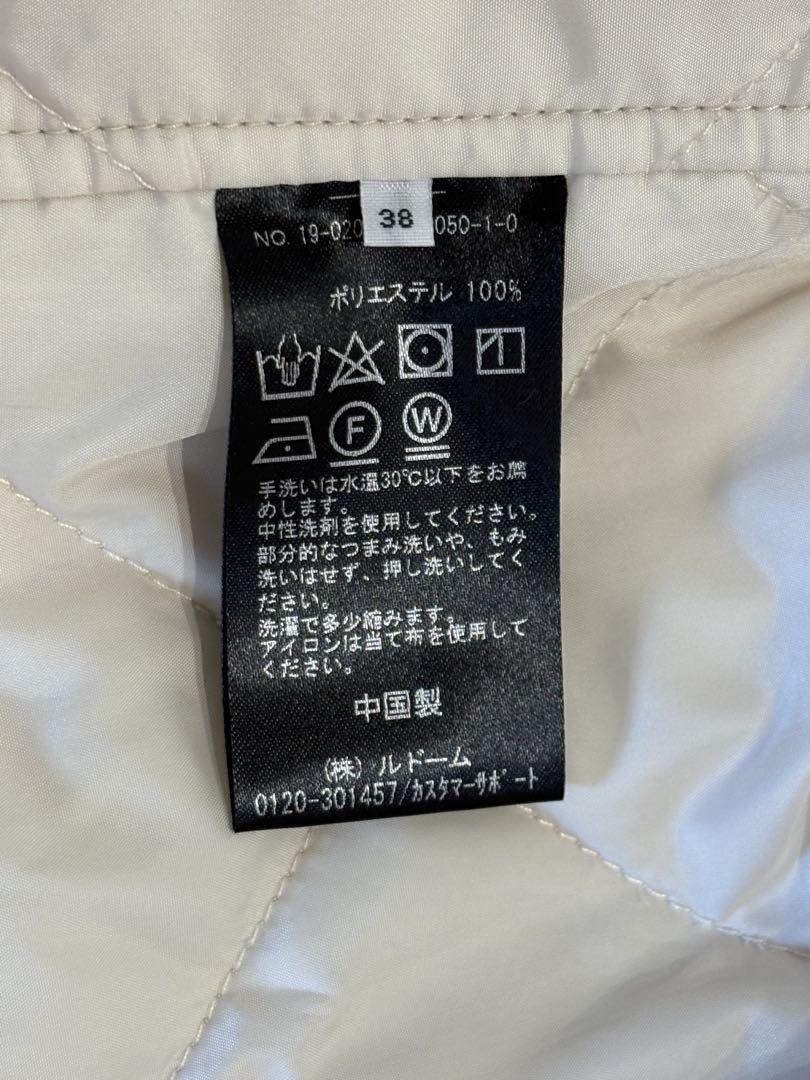 38
NO. 19-020 050-1-0
ポリエステル 100%
F W
手洗いは水温30℃以下をお薦
めします。
中性洗剤を使用してください。
部分的なつまみ洗いや、もみ
洗いはせず、押し洗いしてく
ださい。
洗濯で多少縮みます。
アイロンは当て布を使用して
ください。
中国製
(株) ルドーム
0120-301457/カスタマーサポート